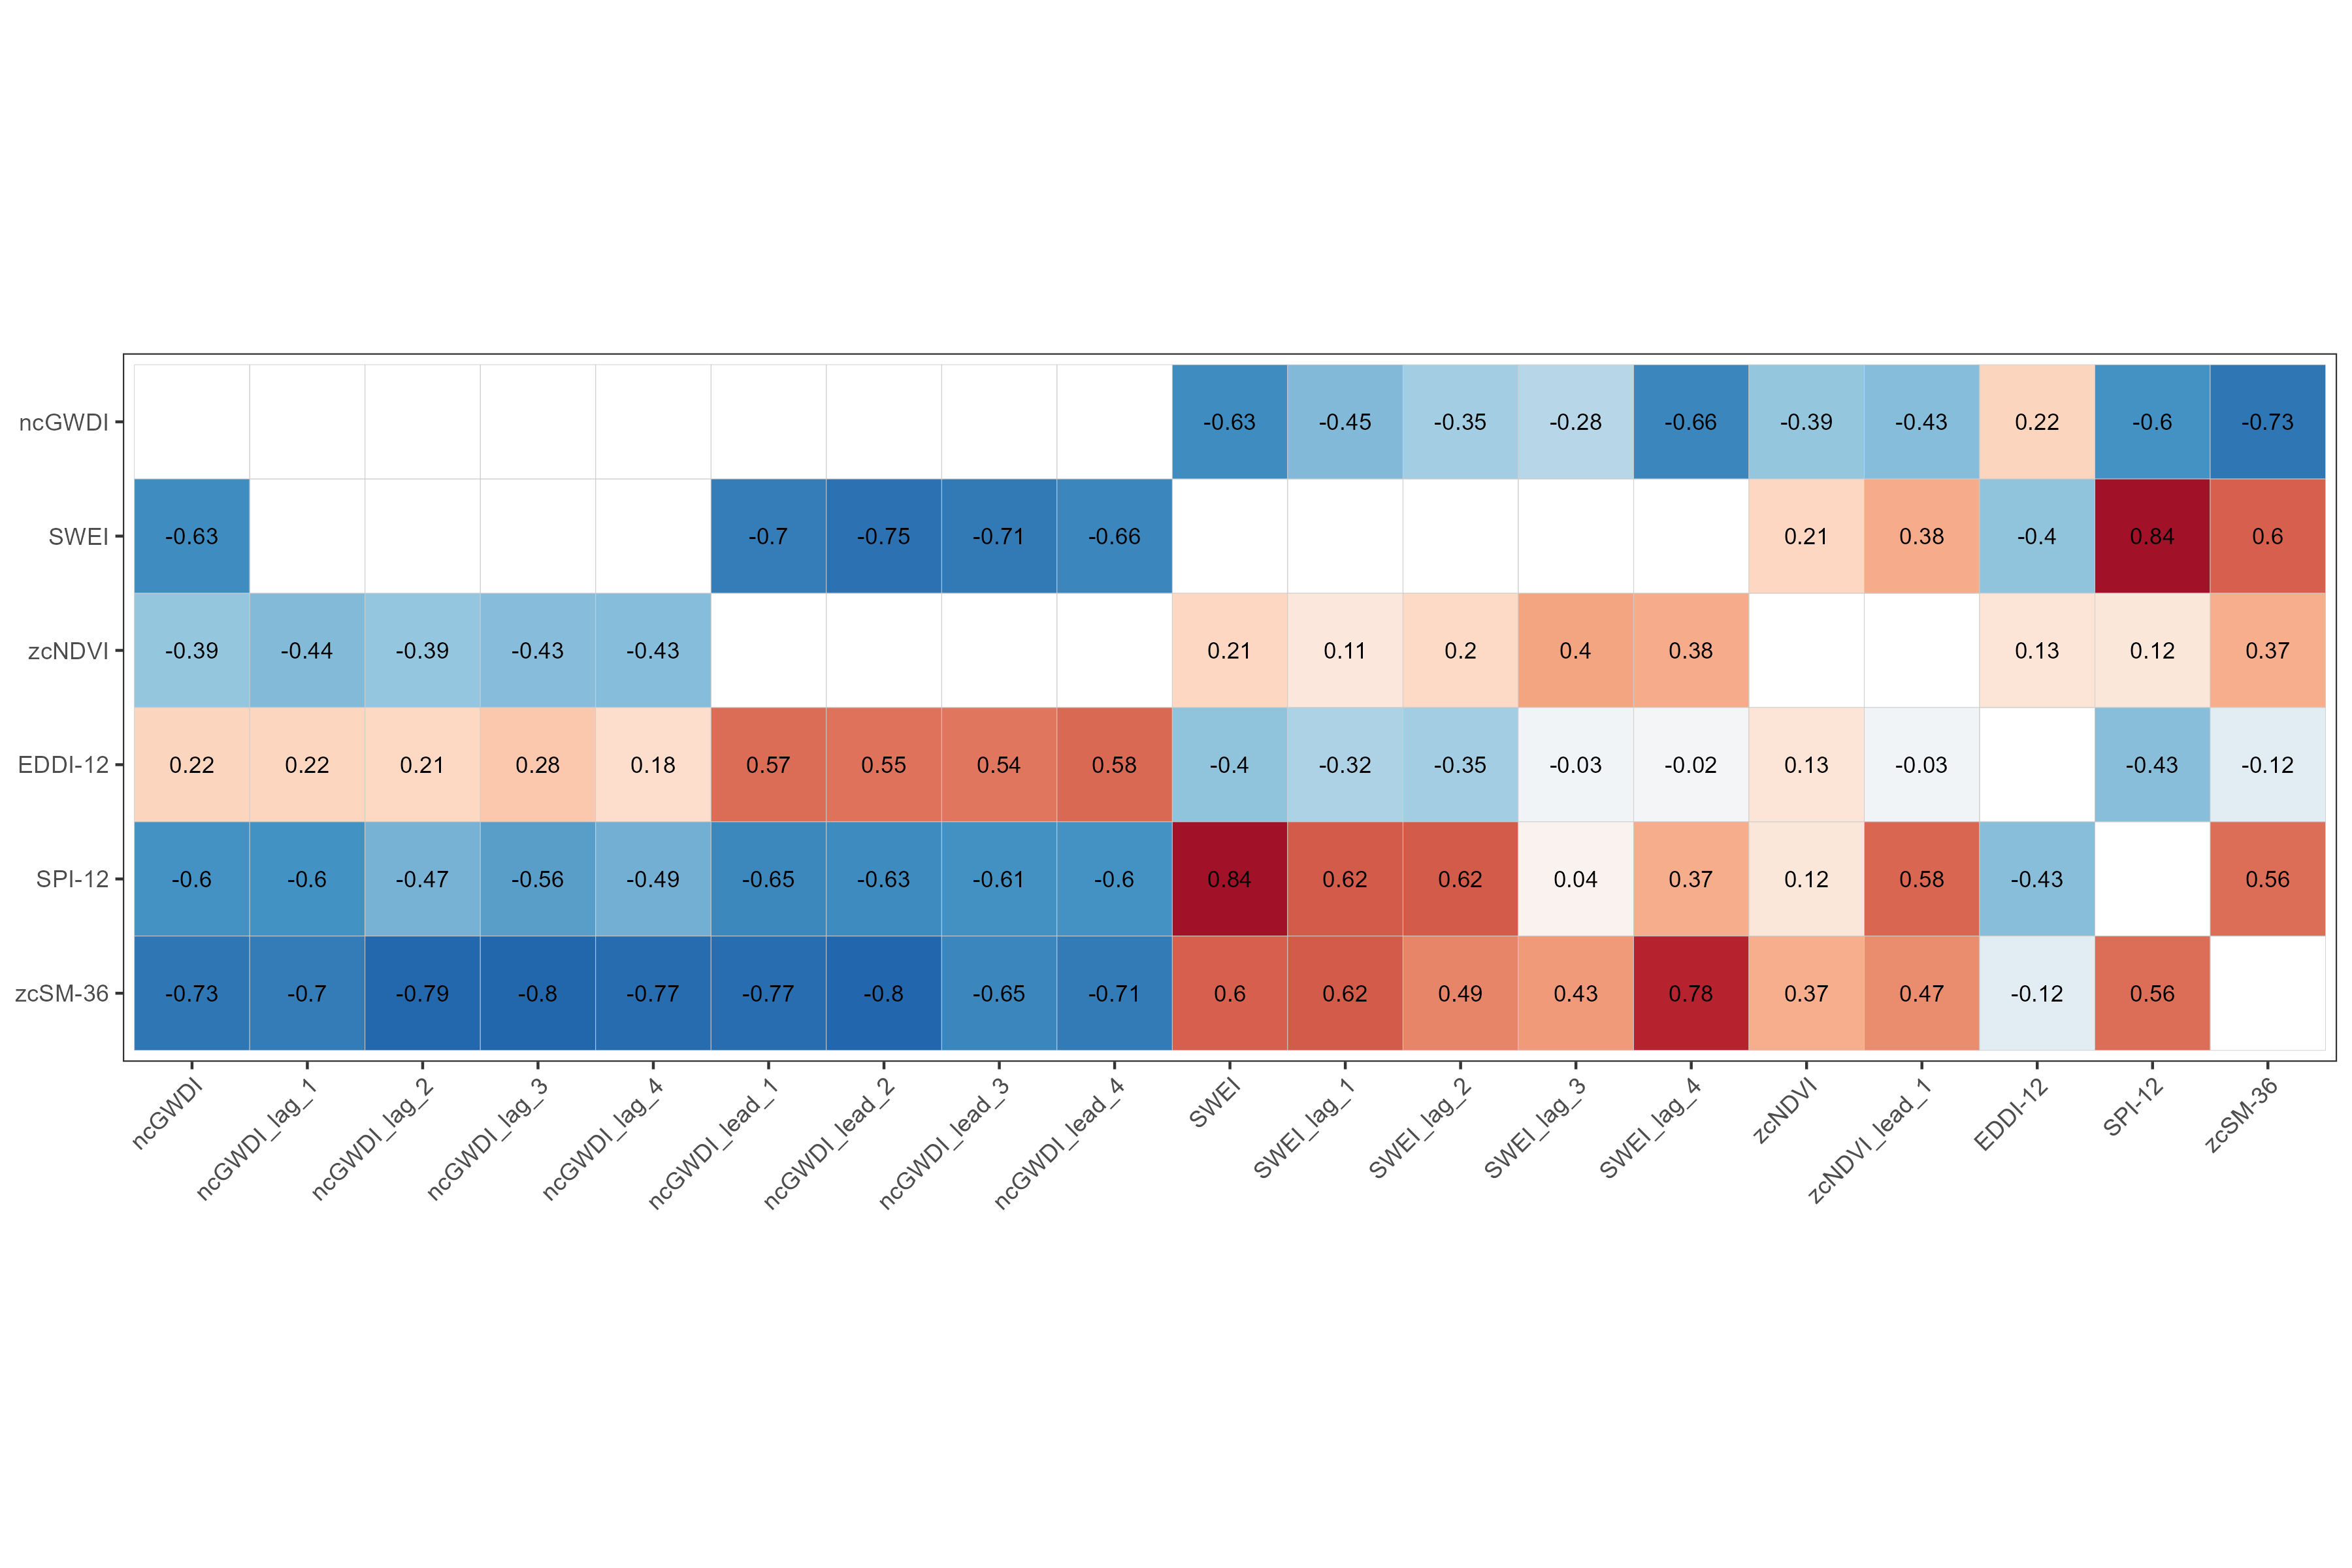 ncGWDI -0.63 -0.45 -0.35 -0.28 -0.66 -0.39 -0.43 0.22 -0.6 -0.73
SWEI -0.63 -0.7 -0.75 -0.71 -0.66 0.21 0.38 -0.4 0.84 0.6
zcNDVI -0.39 -0.44 -0.39 -0.43 -0.43 0.21 0.11 0.2 0.4 0.38 0.13 0.12 0.37
EDDI-12 0.22 0.22 0.21 0.28 0.18 0.57 0.55 0.54 0.58 -0.4 -0.32 -0.35 -0.03 -0.02 0.13 -0.03 -0.43 -0.12
SPI-12 -0.6 -0.6 -0.47 -0.56 -0.49 -0.65 -0.63 -0.61 -0.6 0.84 0.62 0.62 0.04 0.37 0.12 0.58 -0.43 0.56
zcSM-36 -0.73 -0.7 -0.79 -0.8 -0.77 -0.77 -0.8 -0.65 -0.71 0.6 0.62 0.49 0.43 0.78 0.37 0.47 -0.12 0.56
ncGWDI ncGWDI_lag_1 ncGWDI_lag_2 ncGWDI_lag_3 ncGWDI_lag_4 ncGWDI_lead_1 ncGWDI_lead_2 ncGWDI_lead_3 ncGWDI_lead_4 SWEI SWEI_lag_1 SWEI_lag_2 SWEI_lag_3 SWEI_lag_4 zcNDVI zcNDVI_lead_1 EDDI-12 SPI-12 zcSM-36